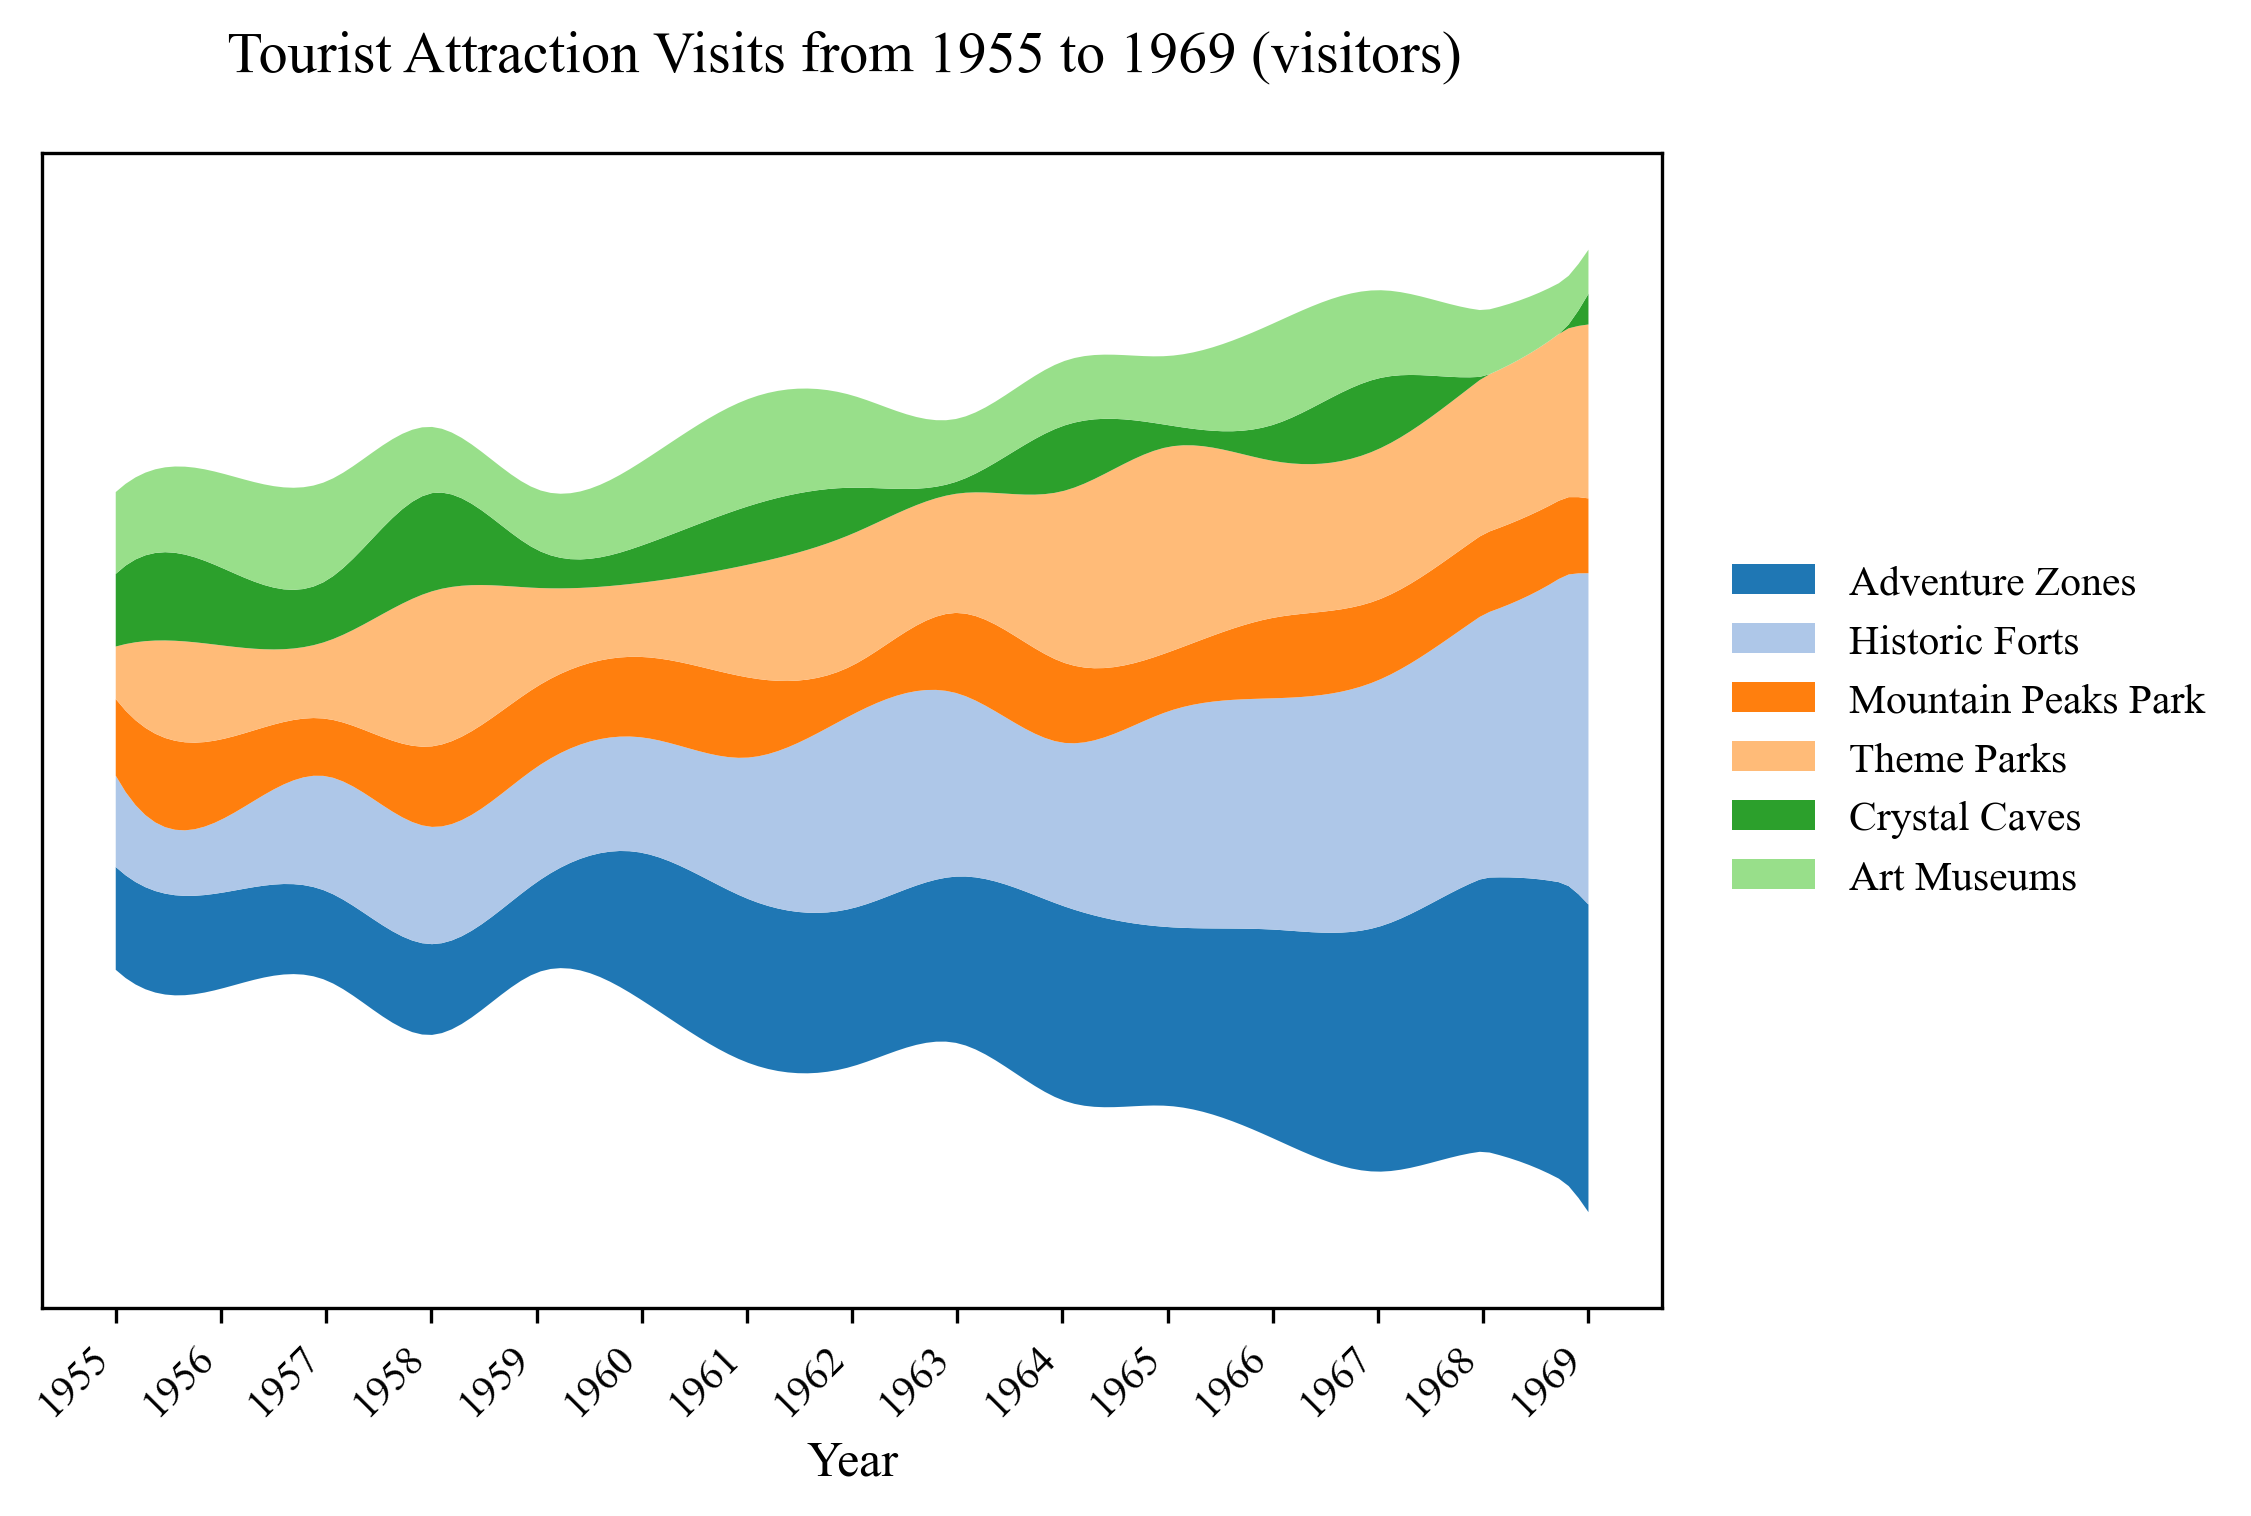 Tourist Attraction Visits from 1955 to 1969 (visitors)
Adventure Zones
Historic Forts
Mountain Peaks Park
Theme Parks
Crystal Caves
Art Museums
1955
1956
1957
1958
1959
1960
1961
1962
1963
1964
1965
1966
1967
1968
1969
Year